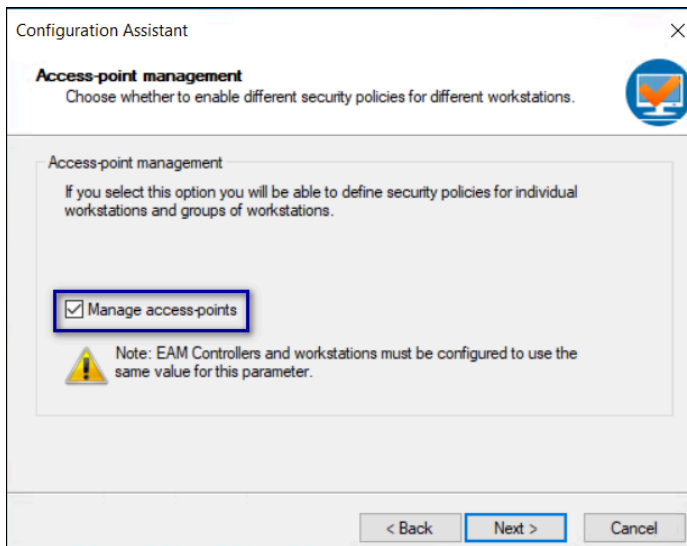 Configuration Assistant
Access-point management
Choose whether to enable different security policies for different workstations.
Access-point management
If you select this option you will be able to define security policies for individual
workstations and groups of workstations.
Manage access-points
Note: EAM Controllers and workstations must be configured to use the
same value for this parameter.
< Back
Next >
Cancel